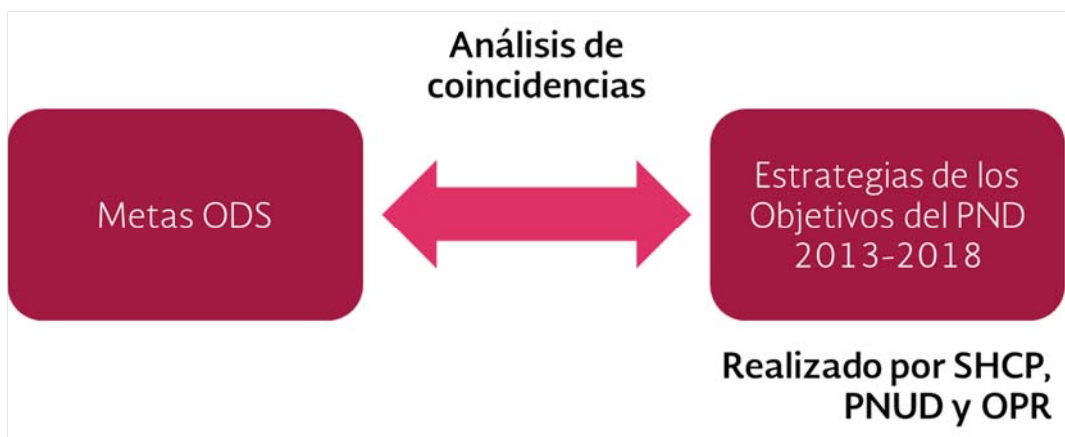 Análisis de
coincidencias
Metas ODS
Estrategias de los
Objetivos del PND
2013-2018
Realizado por SHCP,
PNUD y OPR